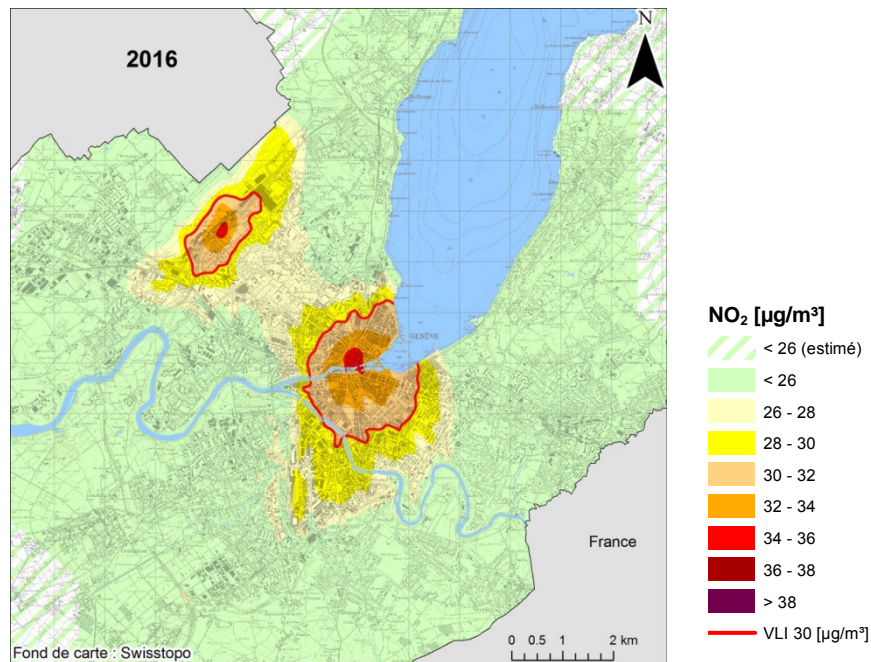 2016
N
GENÈVE
France
0 0.5 1 2 km
Fond de carte : Swisstopo
NO₂ [µg/m³]
< 26 (estimé)
< 26
26 - 28
28 - 30
30 - 32
32 - 34
34 - 36
36 - 38
> 38
VLI 30 [µg/m³]